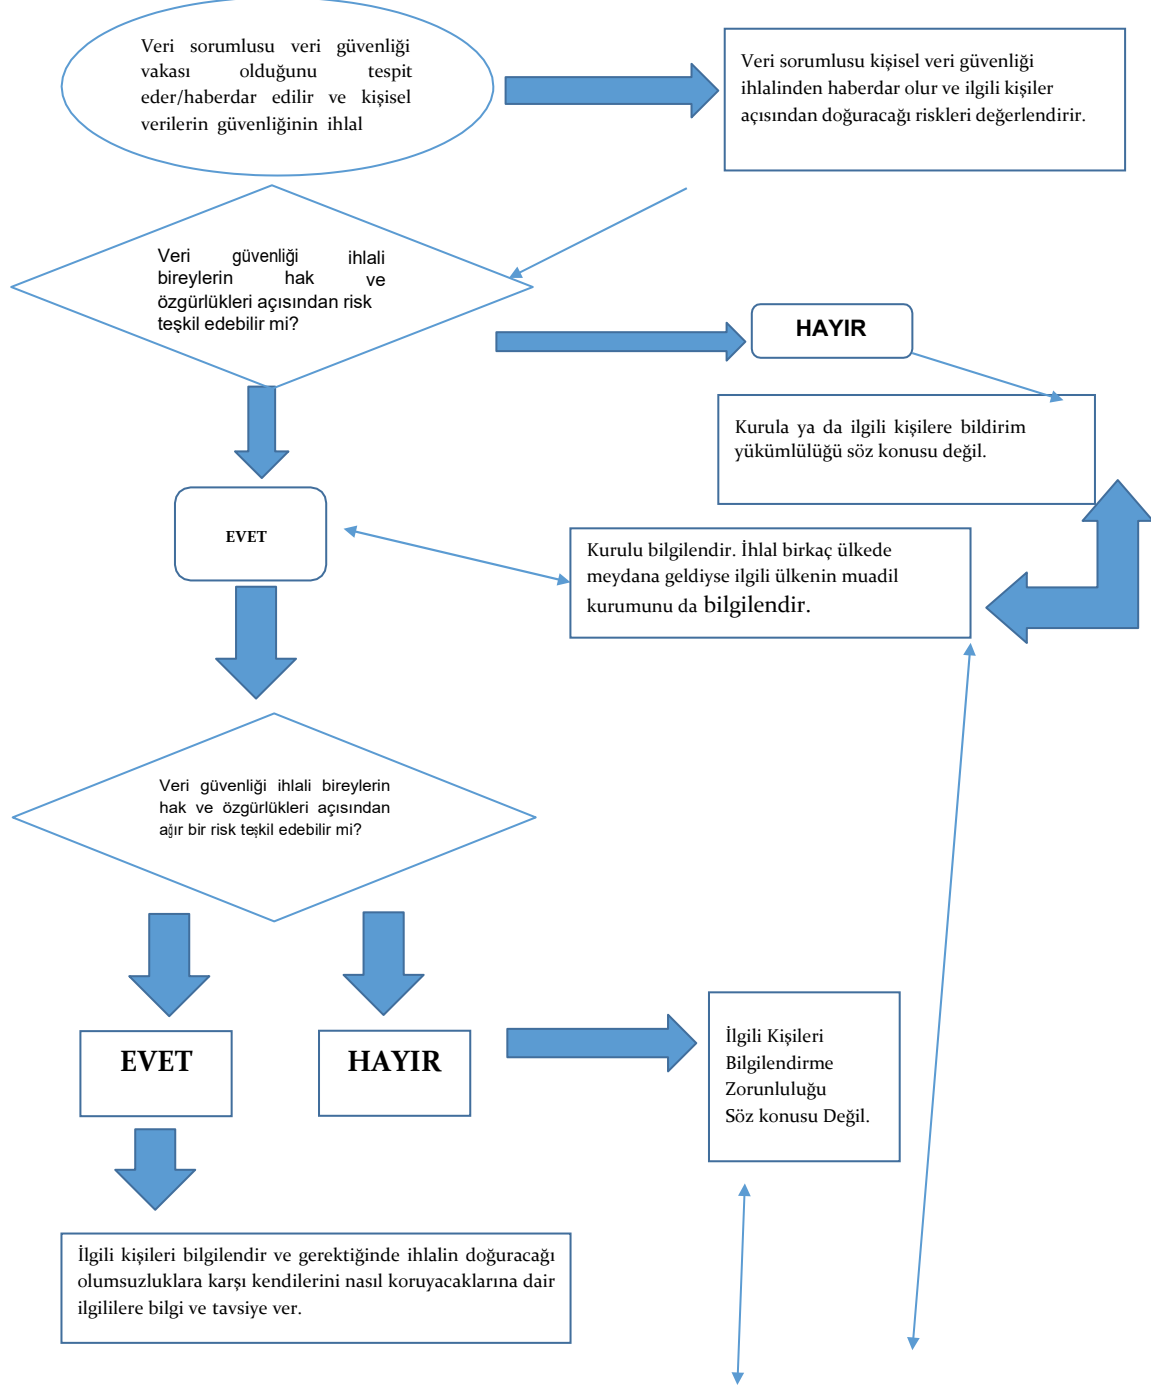 Veri sorumlusu veri güvenliği
vakası olduğunu tespit
eder/haberdar edilir ve kişisel
verilerin güvenliğinin ihlal
Veri sorumlusu kişisel veri güvenliği
ihlalinden haberdar olur ve ilgili kişiler
açısından doğuracağı riskleri değerlendirir.
Veri güvenliği ihlali
bireylerin hak ve
özgürlükleri açısından risk
teşkil edebilir mi?
HAYIR
Kurula ya da ilgili kişilere bildirim
yükümlülüğü söz konusu değil.
EVET
Kurulu bilgilendir. İhlal birkaç ülkede
meydana geldiyse ilgili ülkenin muadil
kurumunu da bilgilendir.
Veri güvenliği ihlali bireylerin
hak ve özgürlükleri açısından
ağır bir risk teşkil edebilir mi?
EVET
HAYIR
İlgili Kişileri
Bilgilendirme
Zorunluluğu
Söz konusu Değil.
İlgili kişileri bilgilendir ve gerektiğinde ihlalin doğuracağı
olumsuzluklara karşı kendilerini nasıl koruyacaklarına dair
ilgililere bilgi ve tavsiye ver.